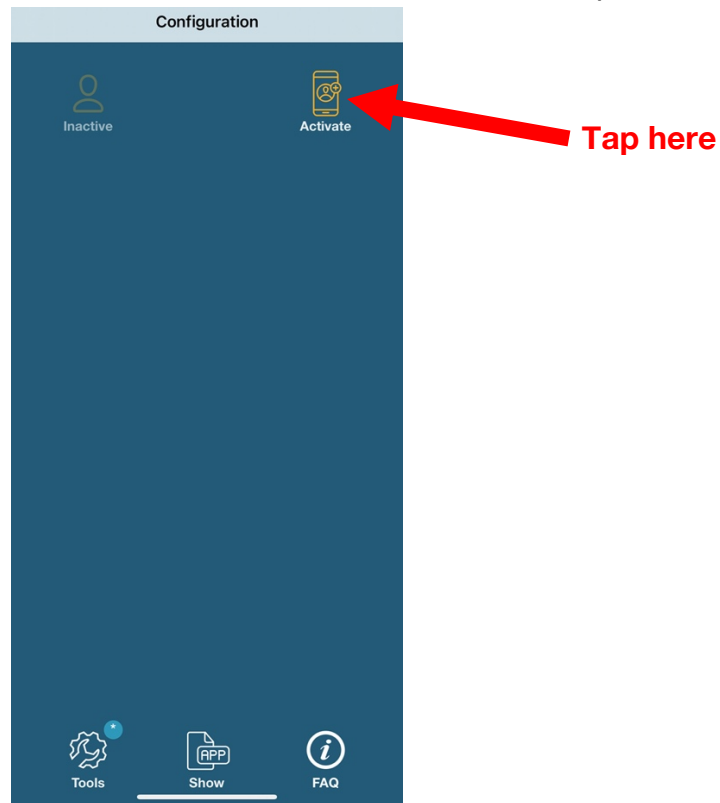 Configuration
Inactive
Activate
Tap here
*
APP
i
Tools
Show
FAQ